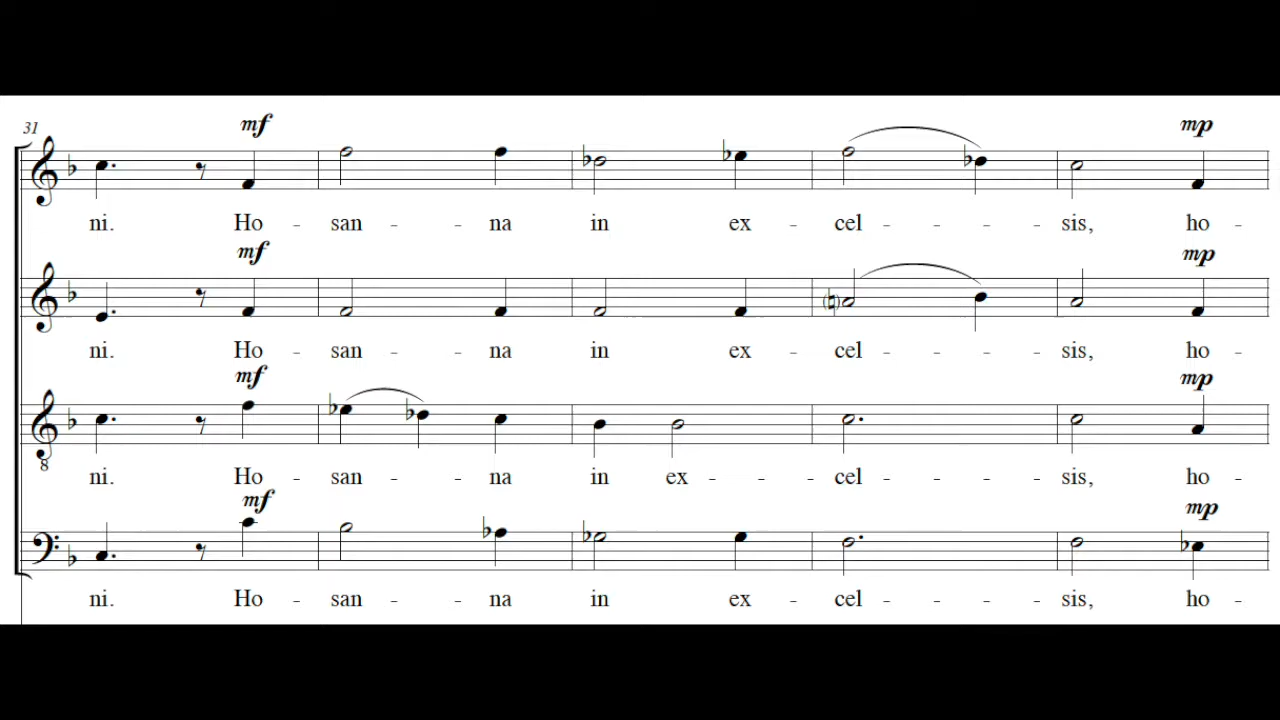 31
mf
mp
ni. Ho - san - - na in ex - cel - - - - sis, ho -
mf
mp
ni. Ho - san - - na in ex - cel - - - - sis, ho -
mf
mp
8
ni. Ho - san - - na in ex - - - cel - - - - sis, ho -
mf
mp
ni. Ho - san - - na in ex - cel - - - - sis, ho -